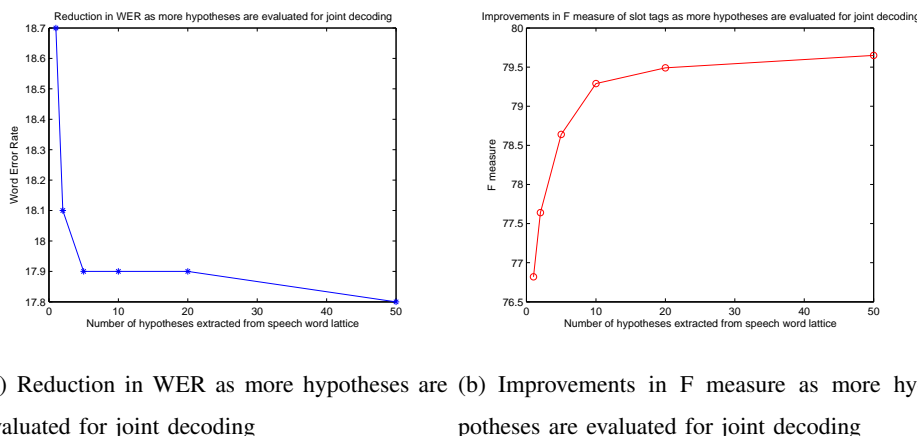 Reduction in WER as more hypotheses are evaluated for joint decoding
18.7
18.6
18.5
18.4
18.3
18.2
18.1
18
17.9
17.8
Word Error Rate
0 10 20 30 40 50
Number of hypotheses extracted from speech word lattice
Improvements in F measure of slot tags as more hypotheses are evaluated for joint decoding
80
79.5
79
78.5
78
77.5
77
76.5
F measure
0 10 20 30 40 50
Number of hypotheses extracted from speech word lattice
) Reduction in WER as more hypotheses are
valuated for joint decoding
(b) Improvements in F measure as more hy
potheses are evaluated for joint decoding